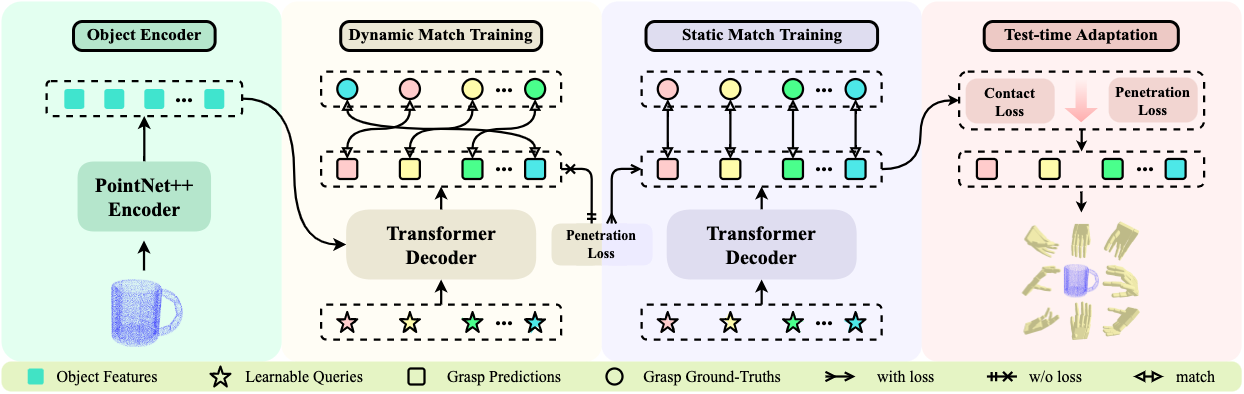 Object Encoder
PointNet++
Encoder
Dynamic Match Training
Transformer
Decoder
Penetration
Loss
Static Match Training
Transformer
Decoder
Test-time Adaptation
Contact
Loss
Penetration
Loss
Object Features
Learnable Queries
Grasp Predictions
Grasp Ground-Truths
with loss
w/o loss
match